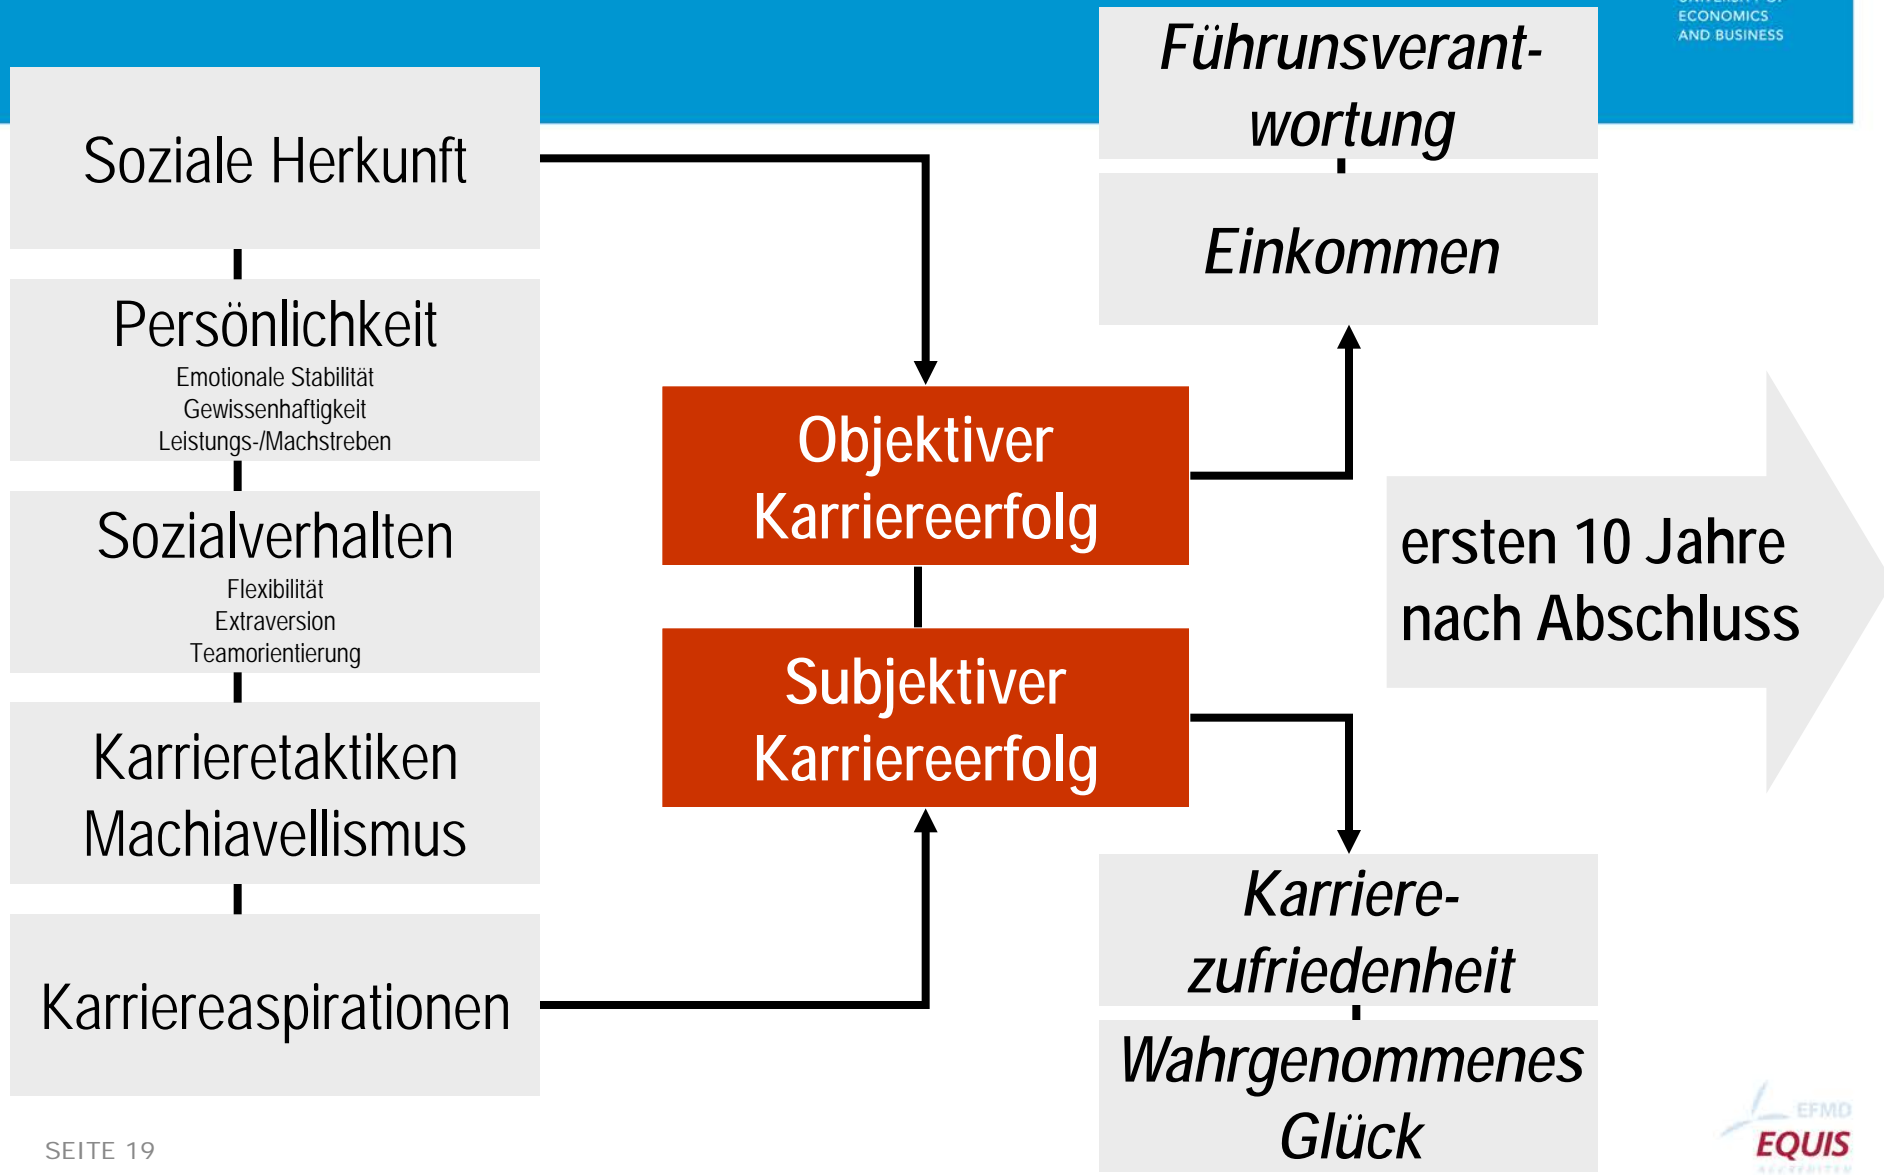 ECONOMICS
AND BUSINESS
Soziale Herkunft
Persönlichkeit
Emotionale Stabilität
Gewissenhaftigkeit
Leistungs-/Machstreben
Sozialverhalten
Flexibilität
Extraversion
Teamorientierung
Karrieretaktiken
Machiavellismus
Karriereaspirationen
Objektiver
Karriereerfolg
Subjektiver
Karriereerfolg
Führunsverant-
wortung
Einkommen
ersten 10 Jahre
nach Abschluss
Karriere-
zufriedenheit
Wahrgenommenes
Glück
SEITE 19
EFMD
EQUIS